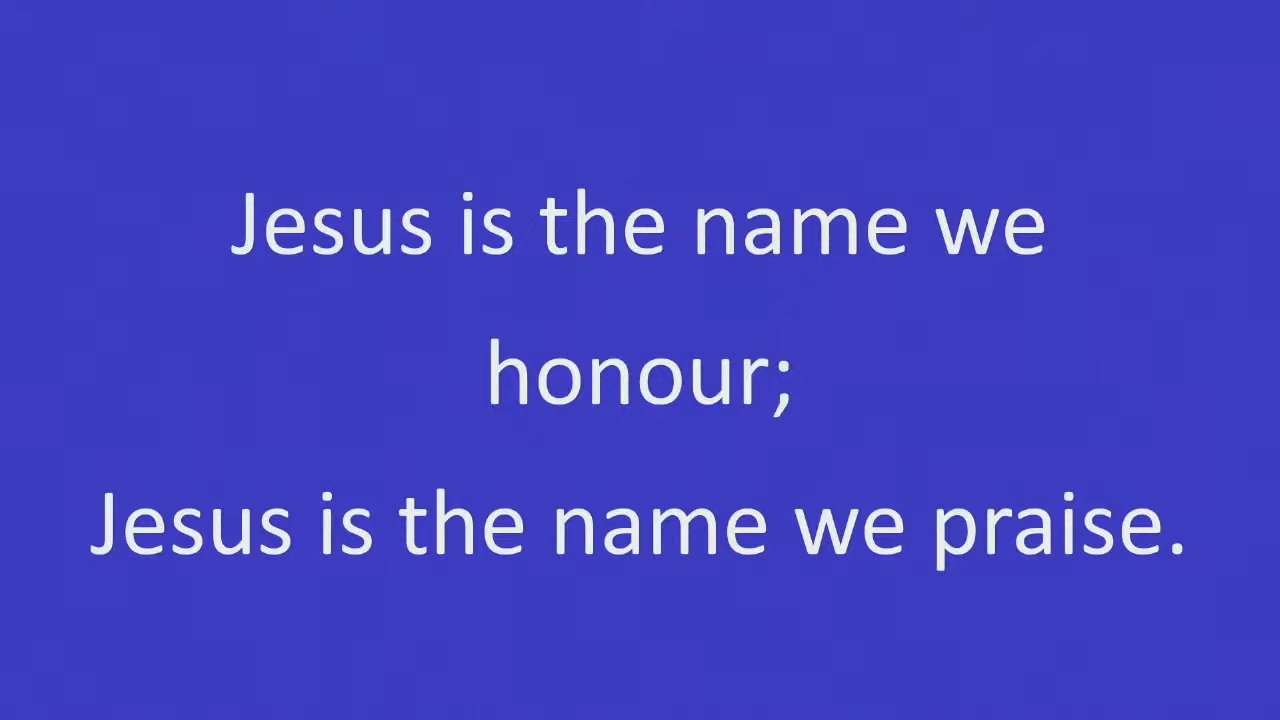 Jesus is the name we
honour;
Jesus is the name we praise.